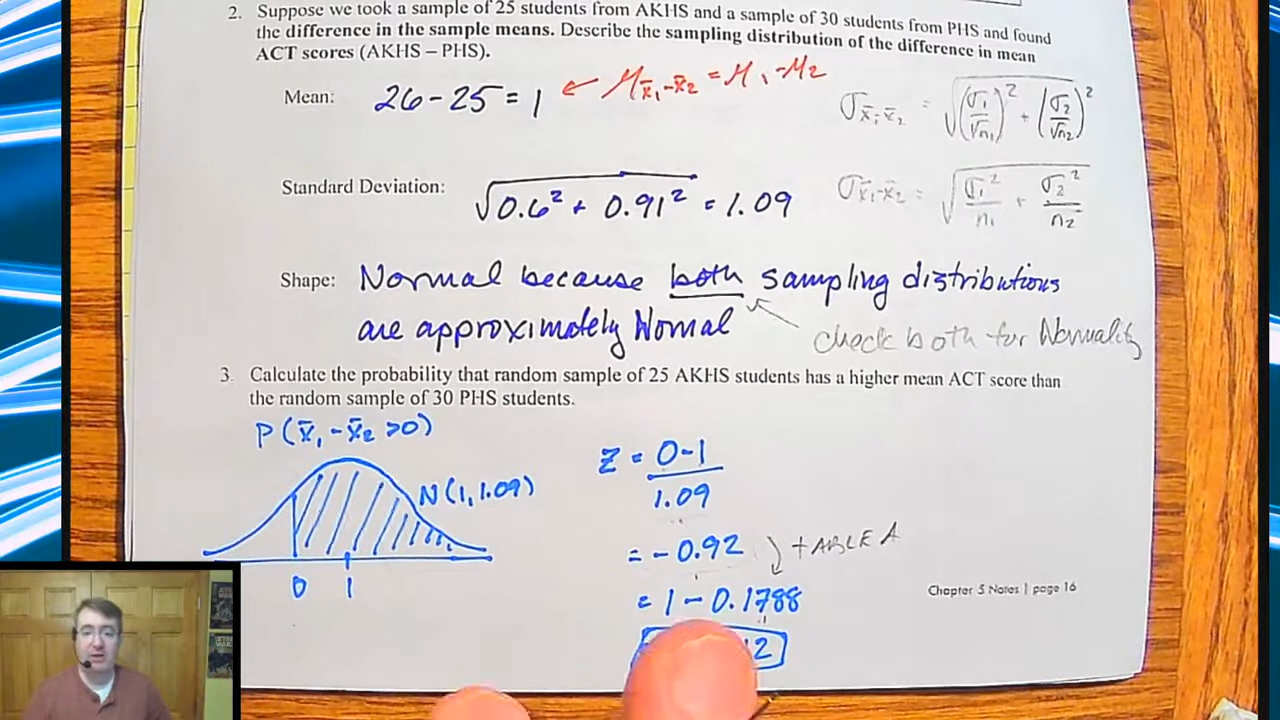 2. Suppose we took a sample of 25 students from AKHS and a sample of 30 students from PHS and found
the difference in the sample means. Describe the sampling distribution of the difference in mean
ACT scores (AKHS – PHS).
Mean: 26 - 25 = 1 ← μx̄₁-x̄₂ = μ₁ - μ₂
σx̄₁-x̄₂ = √(σ₁/√n₁)² + (σ₂/√n₂)²
Standard Deviation: √0.6² + 0.91² = 1.09
σx̄₁-x̄₂ = √σ₁²/n₁ + σ₂²/n₂
Shape: Normal because both sampling distributions
are approximately Normal
check both for Normality
3. Calculate the probability that random sample of 25 AKHS students has a higher mean ACT score than
the random sample of 30 PHS students.
P(x̄₁ - x̄₂ > 0)
N(1, 1.09)
0 1
z = 0-1/1.09
= -0.92
TABLE A
= 1 - 0.1788
2
Chapter 5 Notes | page 16